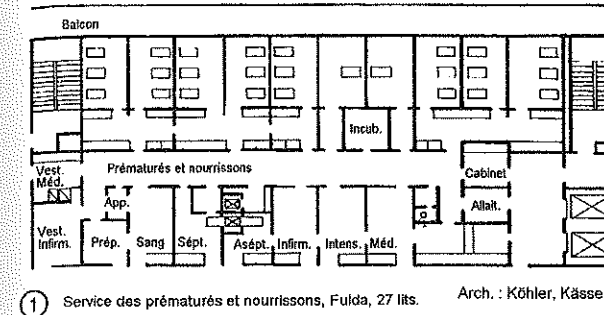 Balcon
Incub.
Vest.
Méd.
Prématurés et nourrissons
Cabinet
App.
Allait.
Vest.
Infirm.
Prép.
Sang
Sépt.
Asépt.
Infirm.
Intens.
Méd.
1 Service des prématurés et nourrissons, Fulda, 27 lits.
Arch. : Köhler, Kässe